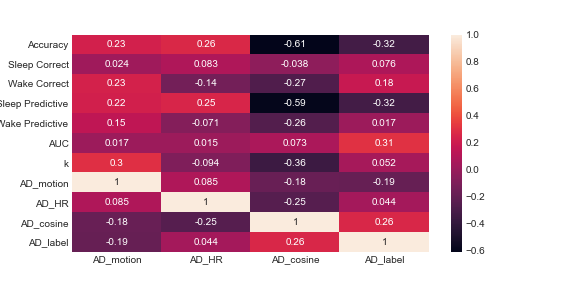 Accuracy 0.23 0.26 -0.61 -0.32
Sleep Correct 0.024 0.083 -0.038 0.076
Wake Correct 0.23 -0.14 -0.27 0.18
Sleep Predictive 0.22 0.25 -0.59 -0.32
Wake Predictive 0.15 -0.071 -0.26 0.017
AUC 0.017 0.015 0.073 0.31
k 0.3 -0.094 -0.36 0.052
AD_motion 1 0.085 -0.18 -0.19
AD_HR 0.085 1 -0.25 0.044
AD_cosine -0.18 -0.25 1 0.26
AD_label -0.19 0.044 0.26 1
AD_motion AD_HR AD_cosine AD_label
1.0
0.8
0.6
0.4
0.2
0.0
−0.2
−0.4
−0.6